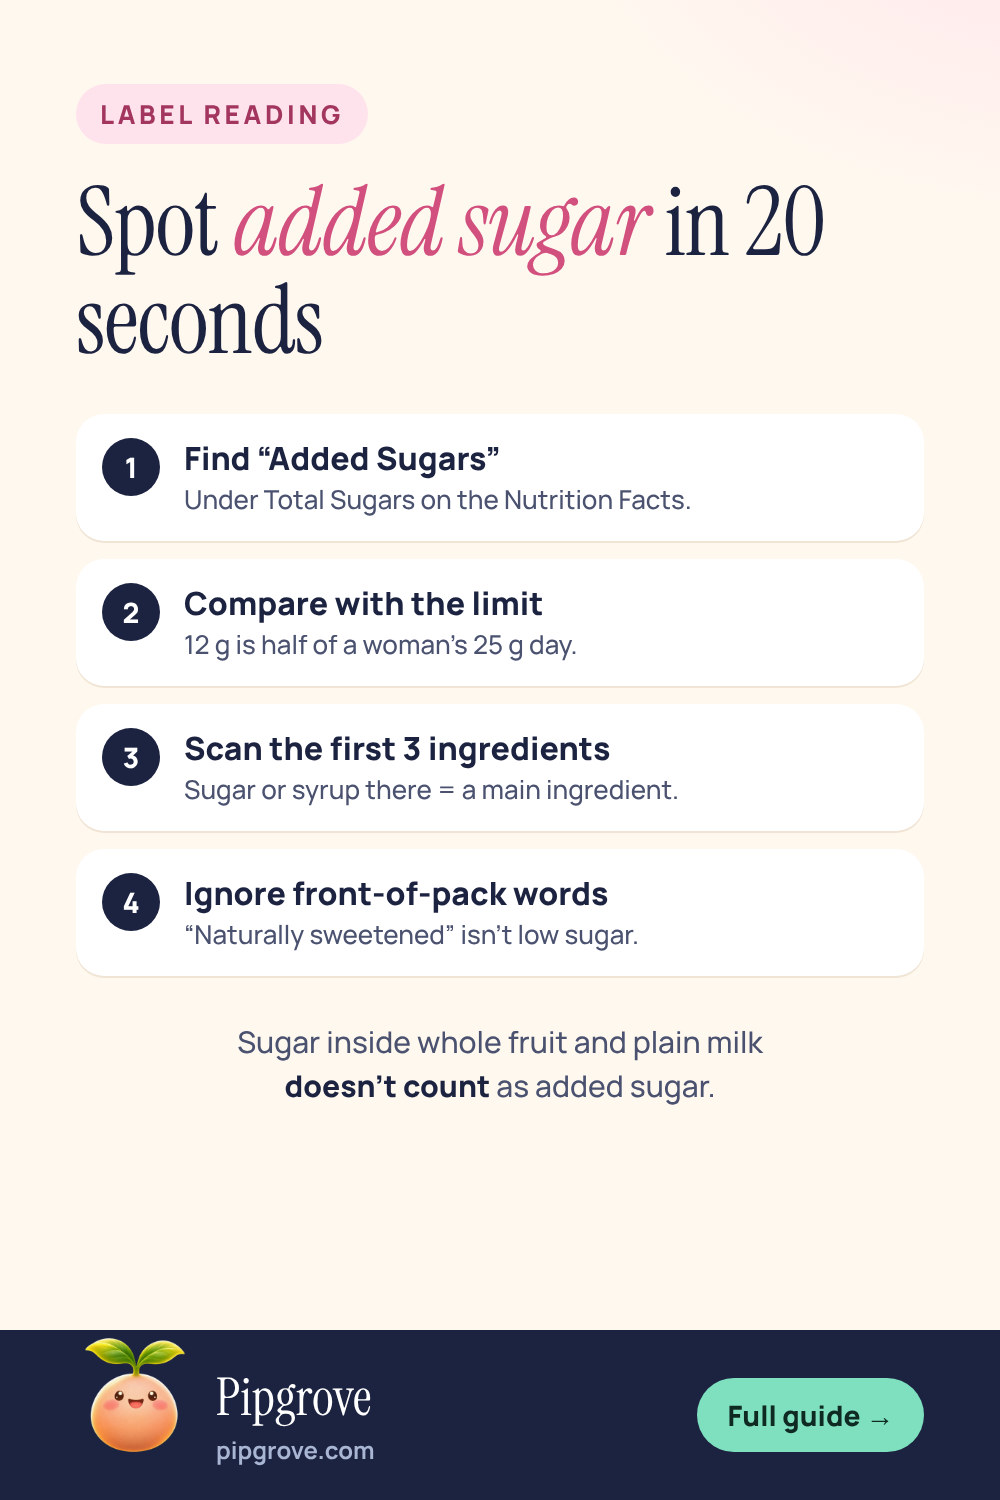 LABEL READING
Spot added sugar in 20
seconds
1
Find “Added Sugars”
Under Total Sugars on the Nutrition Facts.
2
Compare with the limit
12 g is half of a woman’s 25 g day.
3
Scan the first 3 ingredients
Sugar or syrup there = a main ingredient.
4
Ignore front-of-pack words
“Naturally sweetened” isn’t low sugar.
Sugar inside whole fruit and plain milk
doesn’t count as added sugar.
Pipgrove
pipgrove.com
Full guide →